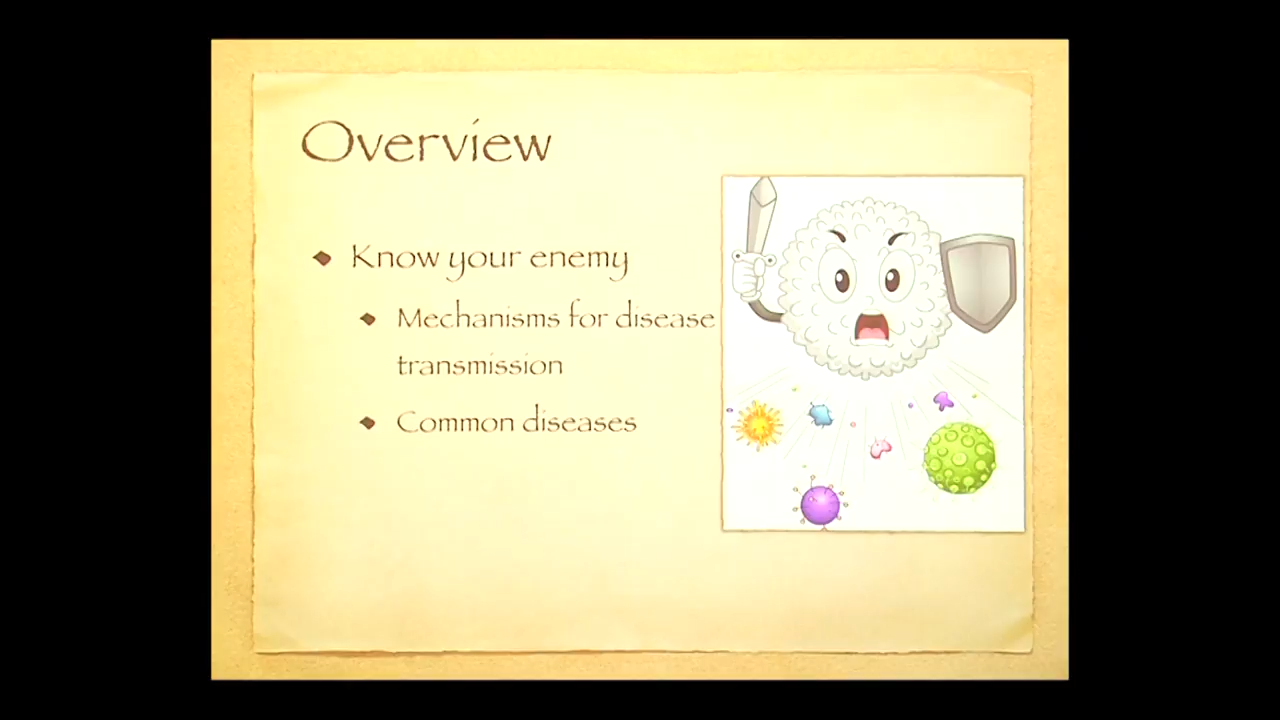 Overview
Know your enemy
Mechanisms for disease
transmission
Common diseases